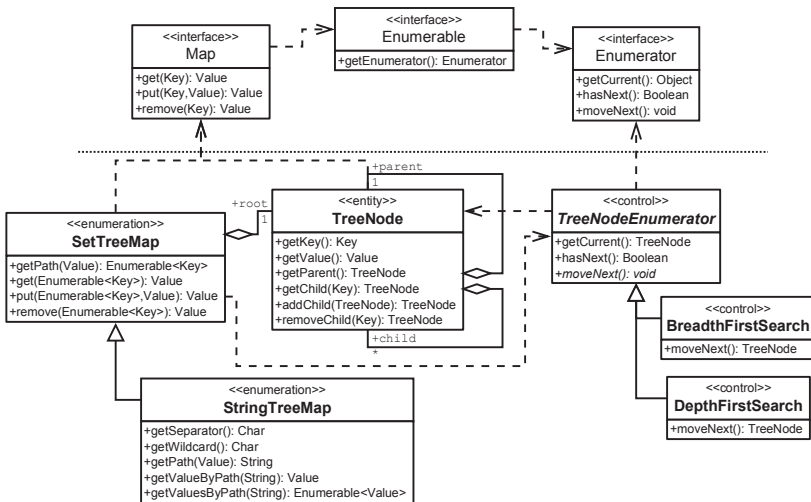 <<interface>>
Map
+get(Key): Value
+put(Key,Value): Value
+remove(Key): Value
<<interface>>
Enumerable
+getEnumerator(): Enumerator
<<interface>>
Enumerator
+getCurrent(): Object
+hasNext(): Boolean
+moveNext(): void
+parent
1
+root
1
<<enumeration>>
SetTreeMap
+getPath(Value): Enumerable<Key>
+get(Enumerable<Key>): Value
+put(Enumerable<Key>,Value): Value
+remove(Enumerable<Key>): Value
<<entity>>
TreeNode
+getKey(): Key
+getValue(): Value
+getParent(): TreeNode
+getChild(Key): TreeNode
+addChild(TreeNode): TreeNode
+removeChild(Key): TreeNode
+child
*
<<control>>
TreeNodeEnumerator
+getCurrent(): TreeNode
+hasNext(): Boolean
+moveNext(): void
<<control>>
BreadthFirstSearch
+moveNext(): TreeNode
<<control>>
DepthFirstSearch
+moveNext(): TreeNode
<<enumeration>>
StringTreeMap
+getSeparator(): Char
+getWildcard(): Char
+getPath(Value): String
+getValueByPath(String): Value
+getValuesByPath(String): Enumerable<Value>